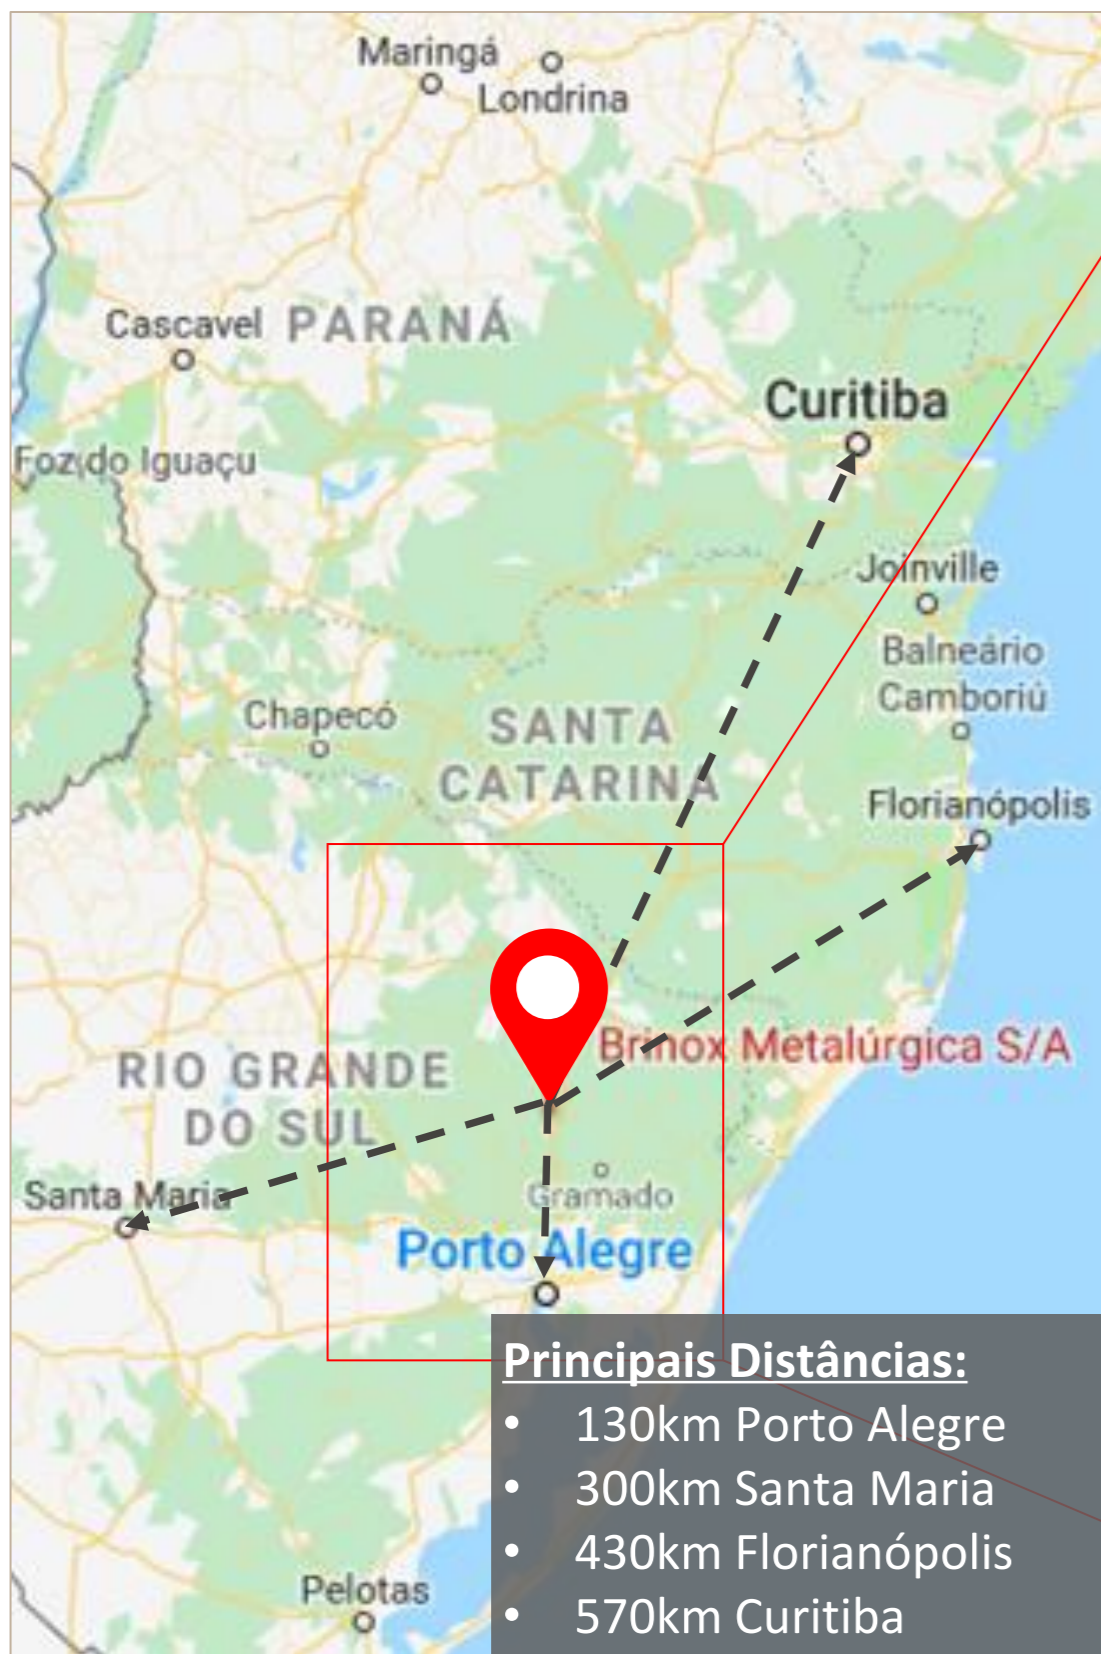 Maringá
Londrina
Cascavel
PARANÁ
Curitiba
Foz do Iguaçu
Joinville
Balneário
Camboriú
Chapecó
SANTA
CATARINA
Florianópolis
Brinox Metalúrgica S/A
RIO GRANDE
DO SUL
Santa Maria
Gramado
Porto Alegre
Principais Distâncias:
• 130km Porto Alegre
• 300km Santa Maria
• 430km Florianópolis
• 570km Curitiba
Pelotas